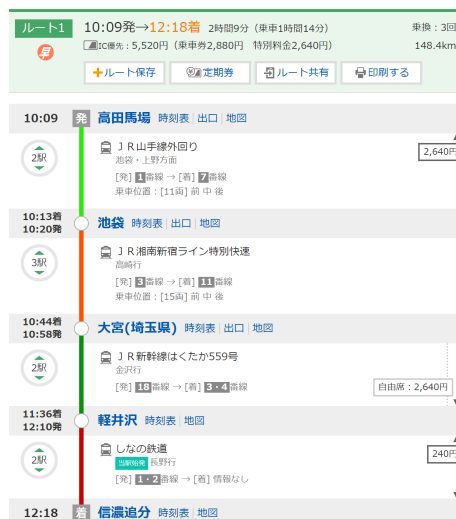 ルート1 10:09発→12:18着 2時間9分（乗車1時間14分） 乗換：3回
早 IC優先：5,520円（乗車券2,880円 特別料金2,640円） 148.4km
ルート保存 定期券 ルート共有 印刷する
10:09 発 高田馬場 時刻表 出口 地図
2駅 ＪＲ山手線外回り
池袋・上野方面 2,640円
[発] 1番線 → [着] 7番線
乗車位置：[11両] 前 中 後
10:13着
10:20発 池袋 時刻表 出口 地図
3駅 ＪＲ湘南新宿ライン特別快速
高崎行
[発] 3番線 → [着] 11番線
乗車位置：[15両] 前 中 後
10:44着
10:58発 大宮(埼玉県) 時刻表 出口 地図
2駅 ＪＲ新幹線はくたか559号
金沢行
[発] 18番線 → [着] 3・4番線 自由席：2,640円
11:36着
12:10発 軽井沢 時刻表 地図
2駅 しなの鉄道 240円
当駅始発 長野行
[発] 1・2番線 → [着] 情報なし
12:18 着 信濃追分 時刻表 地図